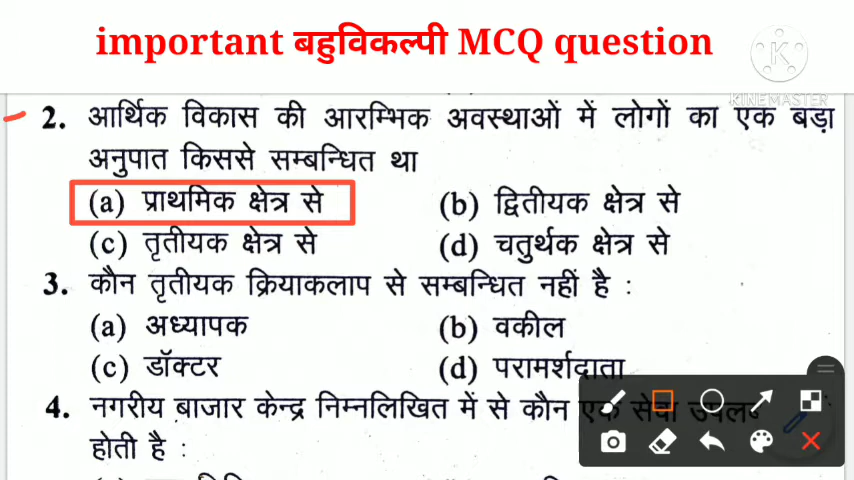 important बहुविकल्पी MCQ question
K
KINEMASTER
2. आर्थिक विकास की आरम्भिक अवस्थाओं में लोगों का एक बड़ा
अनुपात किससे सम्बन्धित था
(a) प्राथमिक क्षेत्र से (b) द्वितीयक क्षेत्र से
(c) तृतीयक क्षेत्र से (d) चतुर्थक क्षेत्र से
3. कौन तृतीयक क्रियाकलाप से सम्बन्धित नहीं है :
(a) अध्यापक (b) वकील
(c) डॉक्टर (d) परामर्शदाता
4. नगरीय बाजार केन्द्र निम्नलिखित में से कौन एक सेवा
होती है :